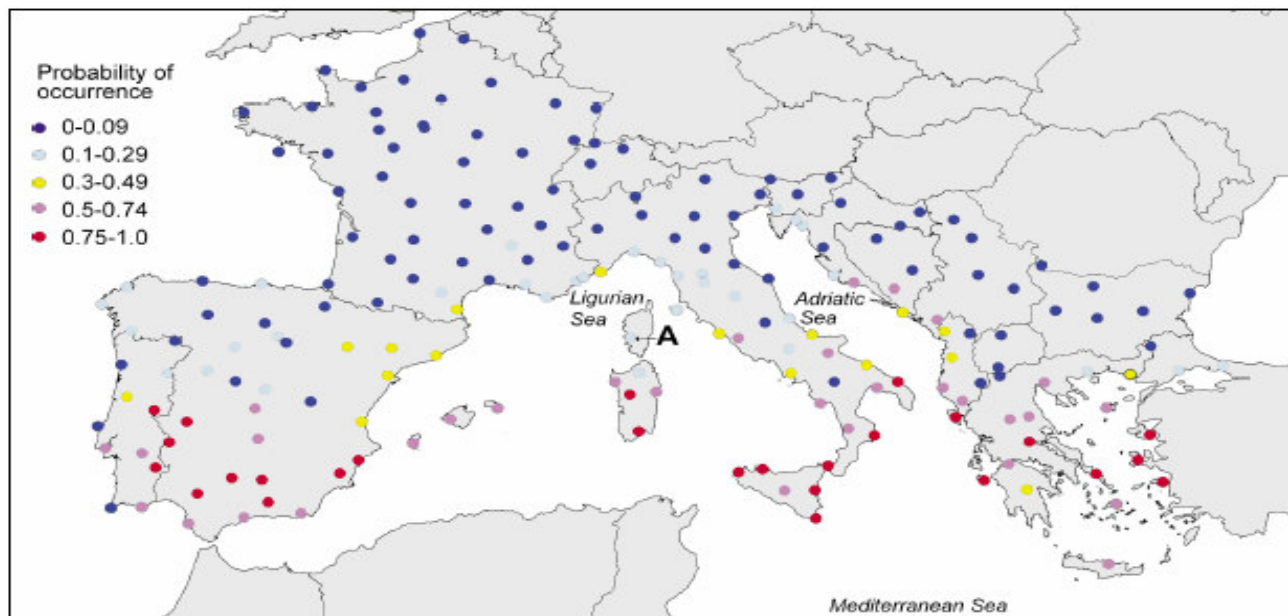 Probability of
occurrence
0-0.09
0.1-0.29
0.3-0.49
0.5-0.74
0.75-1.0
Ligurian
Sea
A
Adriatic
Sea
Mediterranean Sea